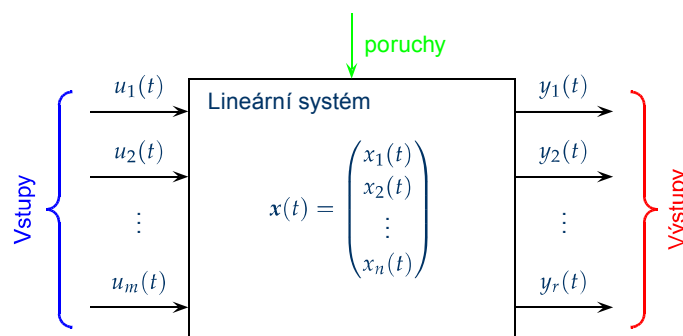 poruchy
Vstupy
u₁(t)
u₂(t)
⋮
uₘ(t)
Lineární systém
x(t) = (x₁(t)
x₂(t)
⋮
xₙ(t))
y₁(t)
y₂(t)
⋮
yᵣ(t)
Výstupy